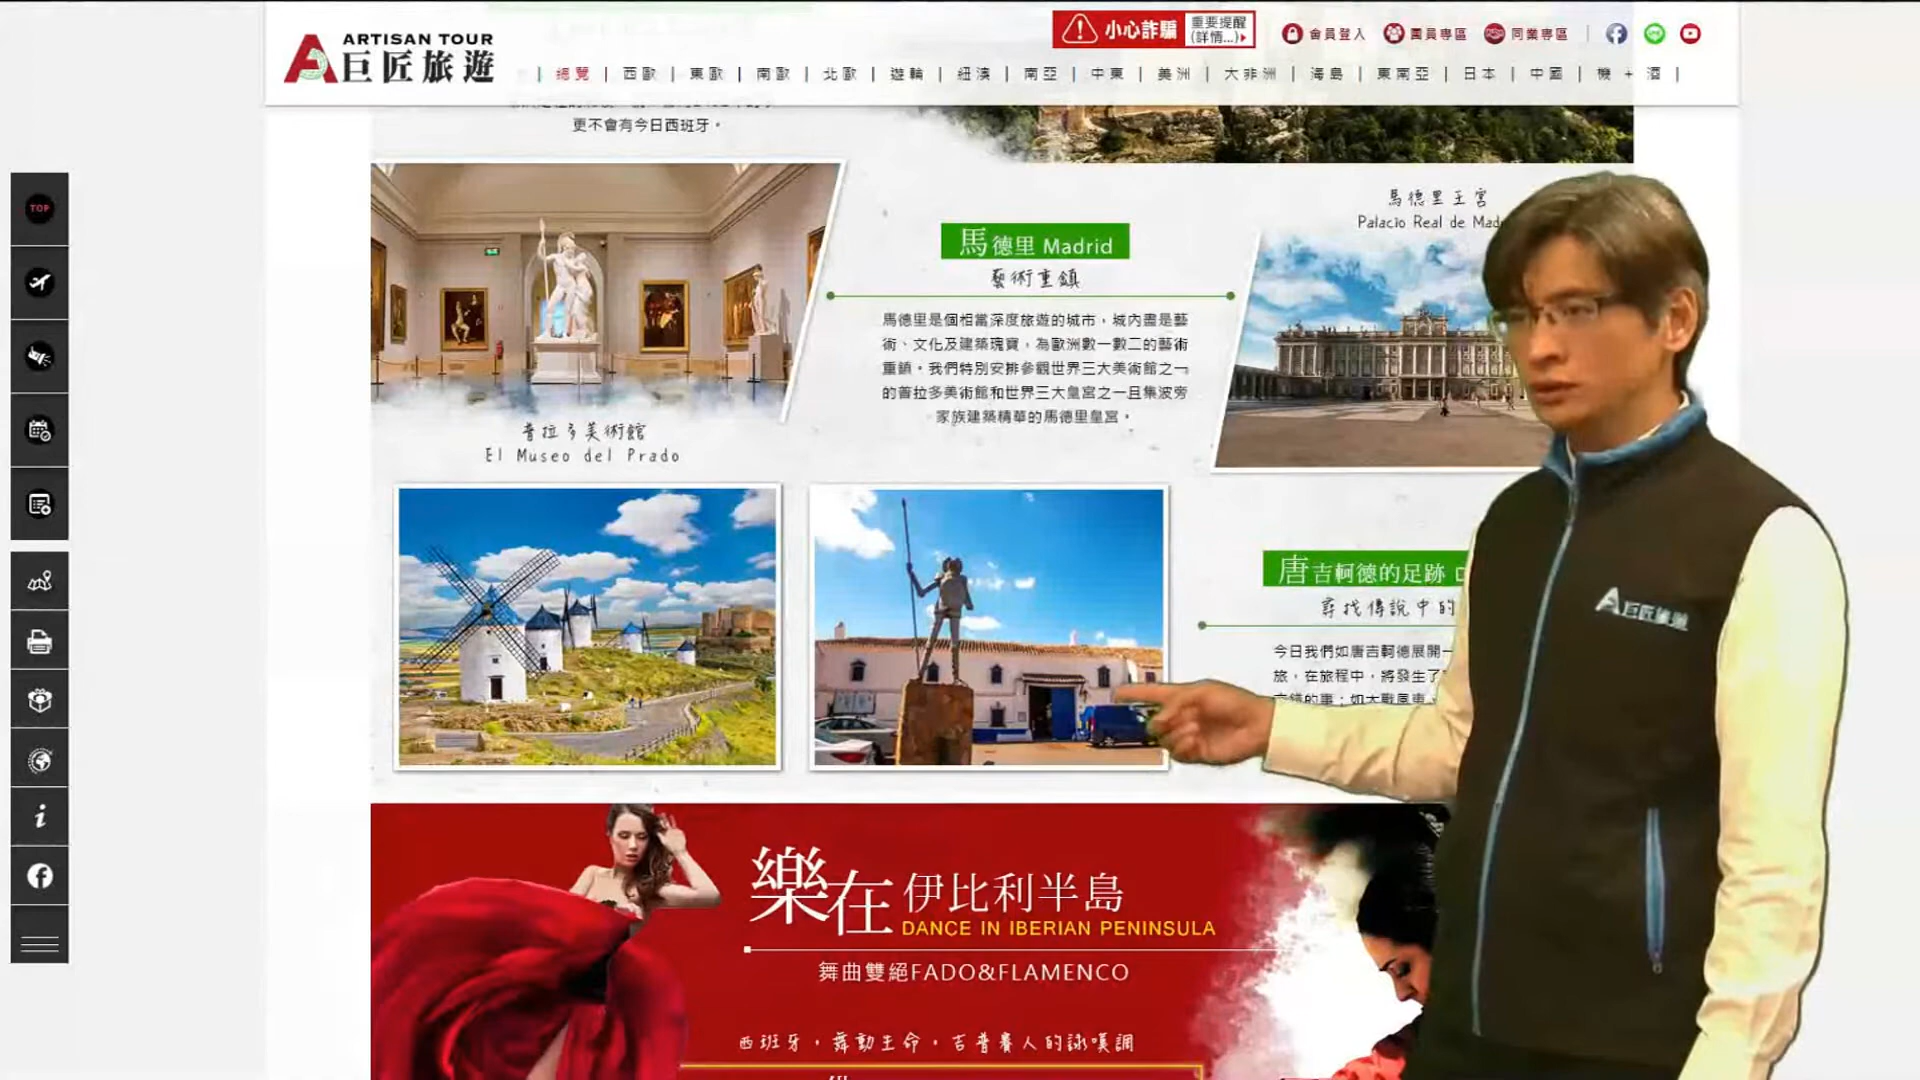 ARTISAN TOUR
巨匠旅遊
小心詐騙
重要提醒
(詳情...)
會員登入
團員專區
同業專區
| 總覽 | 西歐 | 東歐 | 南歐 | 北歐 | 遊輪 | 紐澳 | 南亞 | 中東 | 美洲 | 大非洲 | 海島 | 東南亞 | 日本 | 中國 | 機 + 酒 |
TOP
更不會有今日西班牙。
馬德里王宮
Palacio Real de
馬德里 Madrid
藝術重鎮
馬德里是個相當深度旅遊的城市,城內盡是藝
術、文化及建築瑰寶,為歐洲數一數二的藝術
重鎮。我們特別安排參觀世界三大美術館之一
的普拉多美術館和世界三大皇宮之一且集波旁
家族建築精華的馬德里皇宮。
普拉多美術館
El Museo del Prado
唐吉軻德的足跡
尋找傳說中的
今日我們如唐吉軻德展開一
旅,在旅程中,將發生了
巨匠旅遊
樂在伊比利半島
DANCE IN IBERIAN PENINSULA
舞曲雙絕FADO&FLAMENCO
西班牙,舞動生命,吉普賽人的詠嘆調